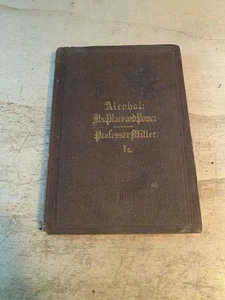 Alcohol:
Its Place and Power
Professor Miller.
1s.